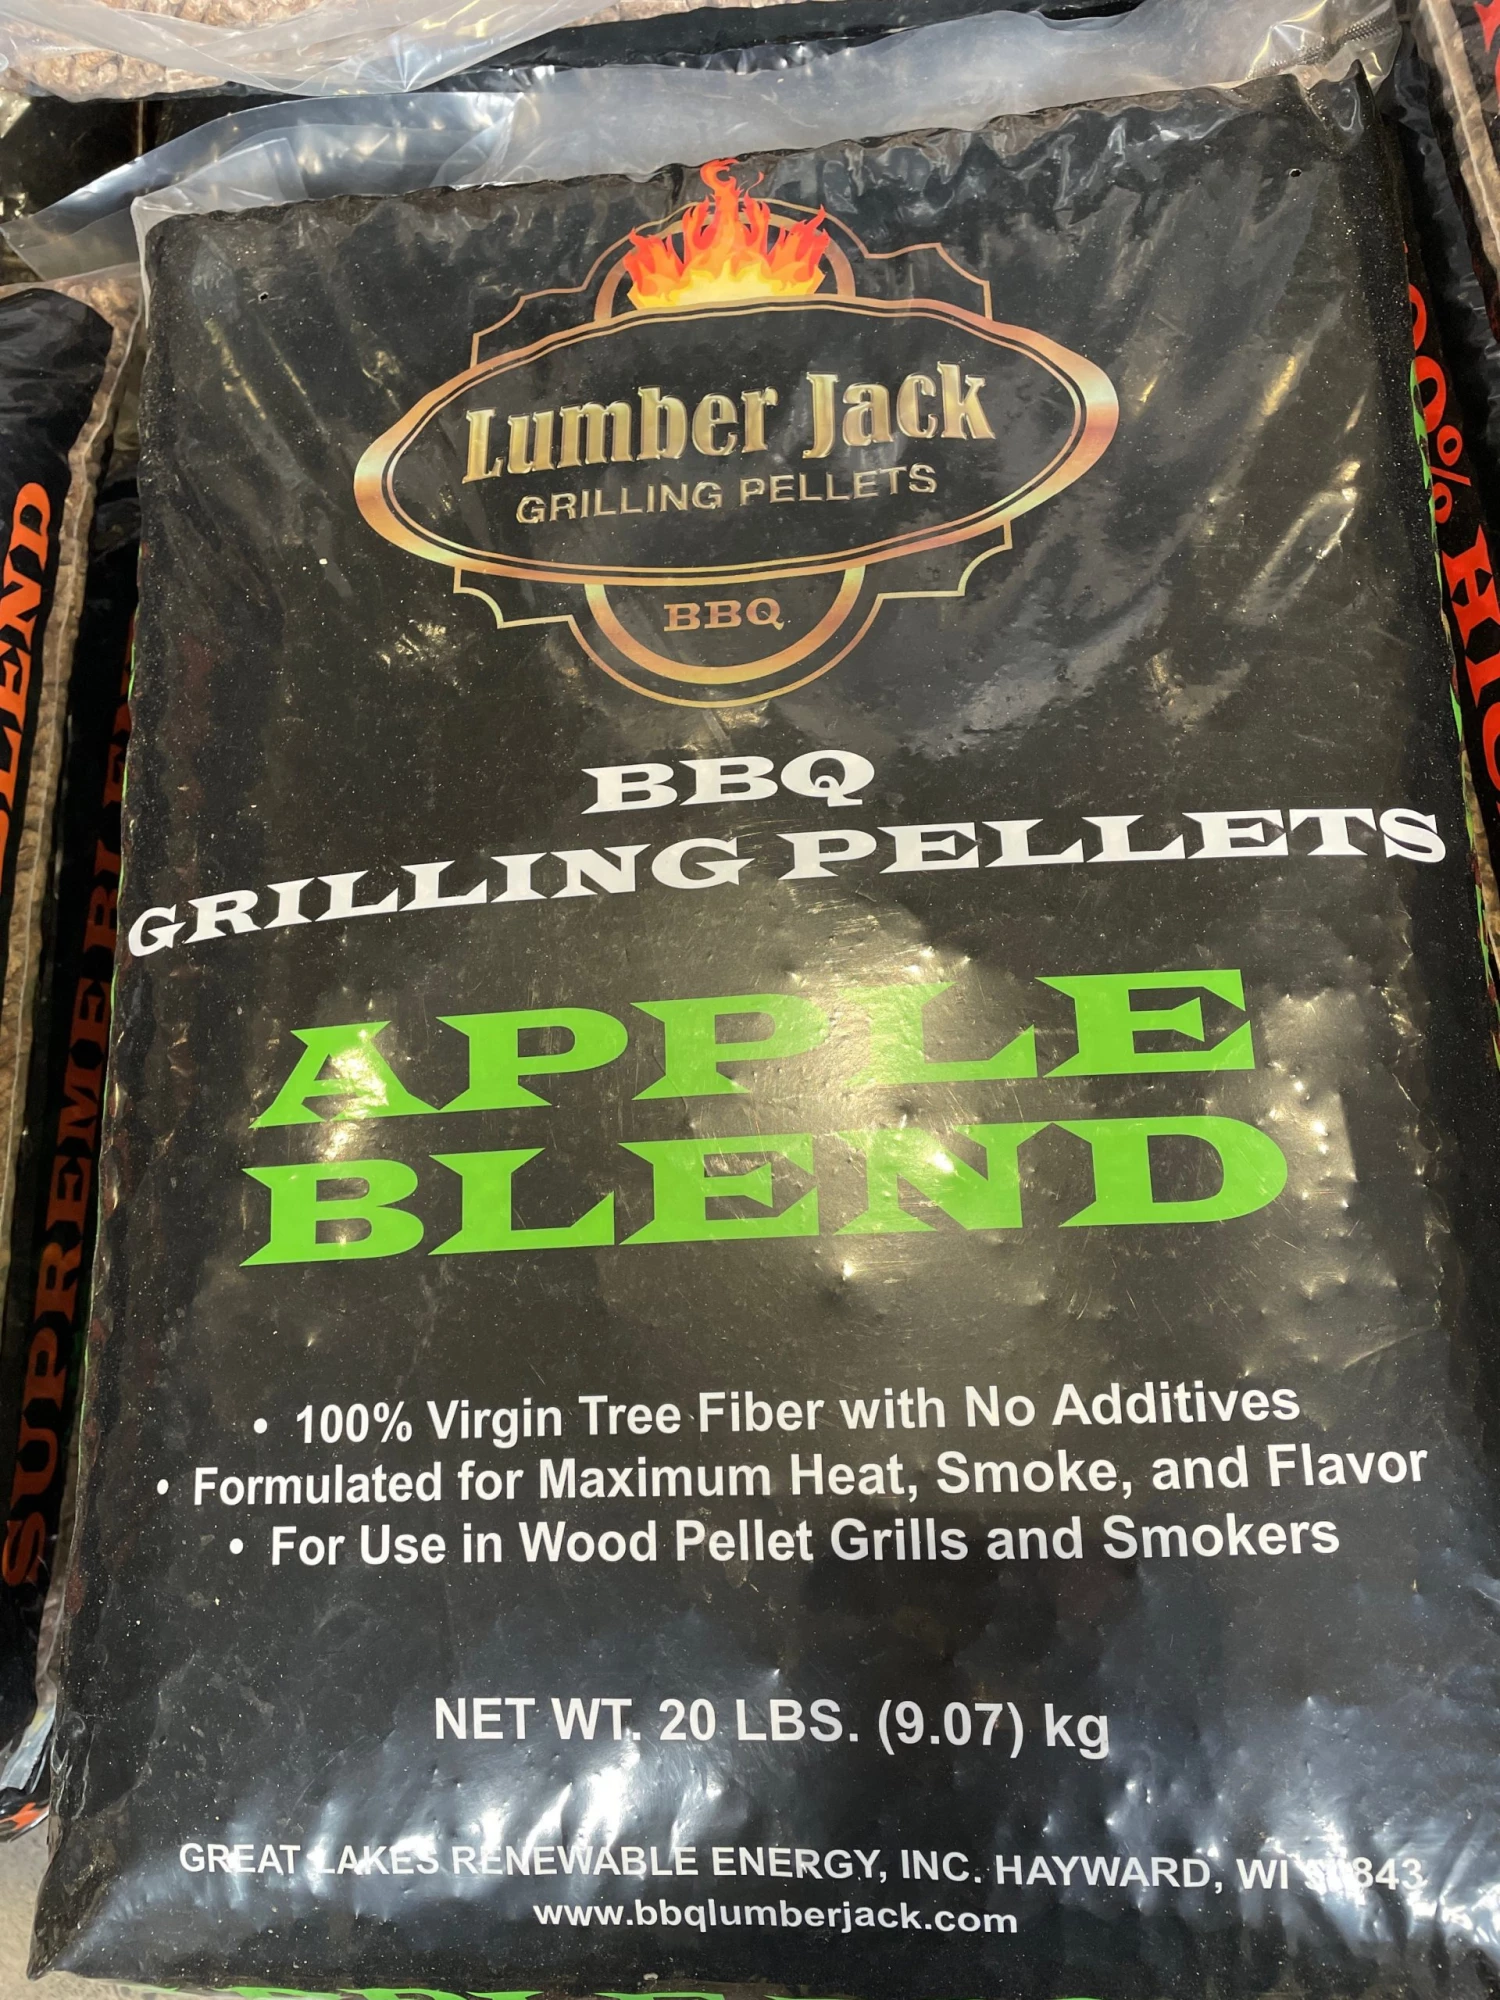 Lumber Jack
GRILLING PELLETS
BBQ
BBQ
GRILLING PELLETS
APPLE
BLEND
• 100% Virgin Tree Fiber with No Additives
• Formulated for Maximum Heat, Smoke, and Flavor
• For Use in Wood Pellet Grills and Smokers
NET WT. 20 LBS. (9.07) kg
GREAT LAKES RENEWABLE ENERGY, INC. HAYWARD, WI
www.bbqlumberjack.com
SUPREME BLEND
BLEND